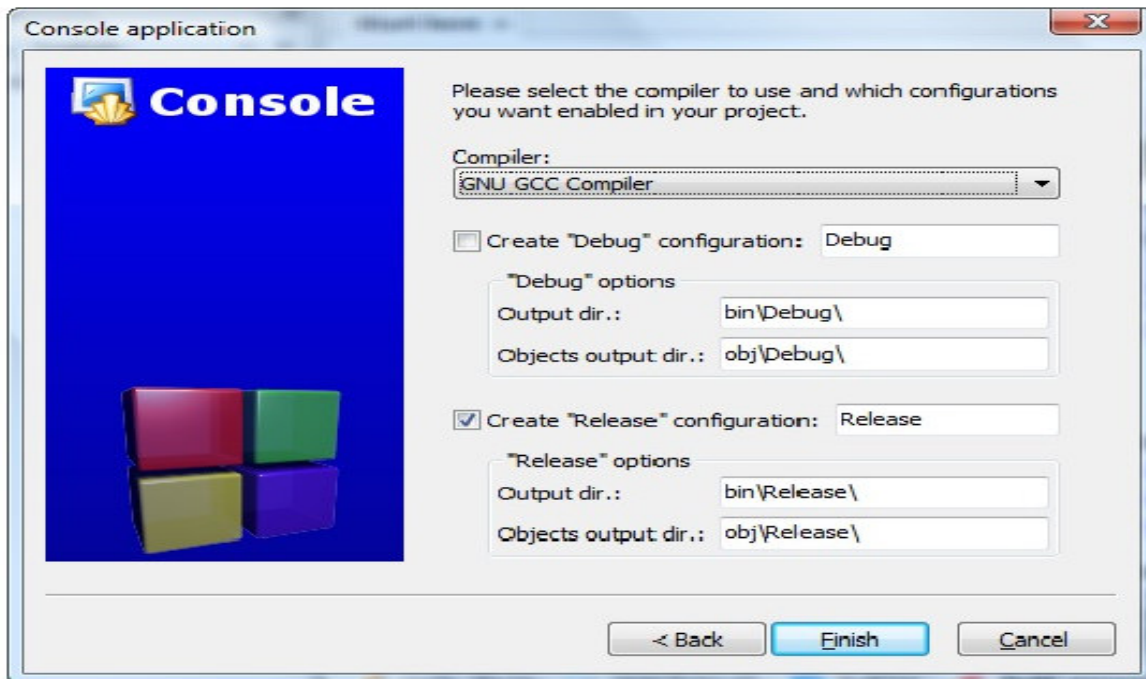 Console application
Console
Please select the compiler to use and which configurations
you want enabled in your project.
Compiler:
GNU GCC Compiler
Create "Debug" configuration: Debug
"Debug" options
Output dir.: bin\Debug\
Objects output dir.: obj\Debug\
Create "Release" configuration: Release
"Release" options
Output dir.: bin\Release\
Objects output dir.: obj\Release\
< Back Finish Cancel